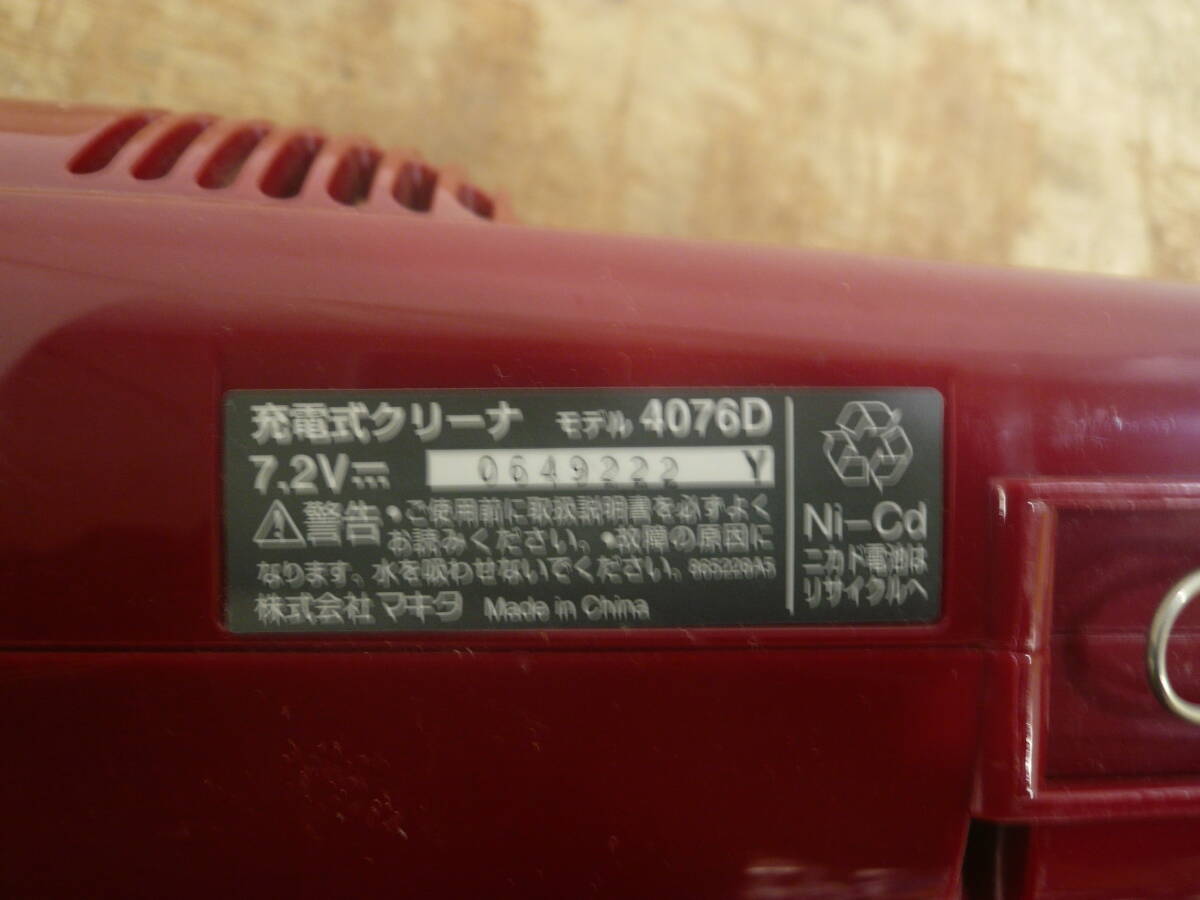 充電式クリーナ モデル 4076D
7.2V⎓ 0649222 Y
⚠警告 •ご使用前に取扱説明書を必ずよく
お読みください。•故障の原因に
なります。水を吸わせないでください。 865226A5
株式会社 マキタ Made in China
Ni-Cd
ニカド電池は
リサイクルへ